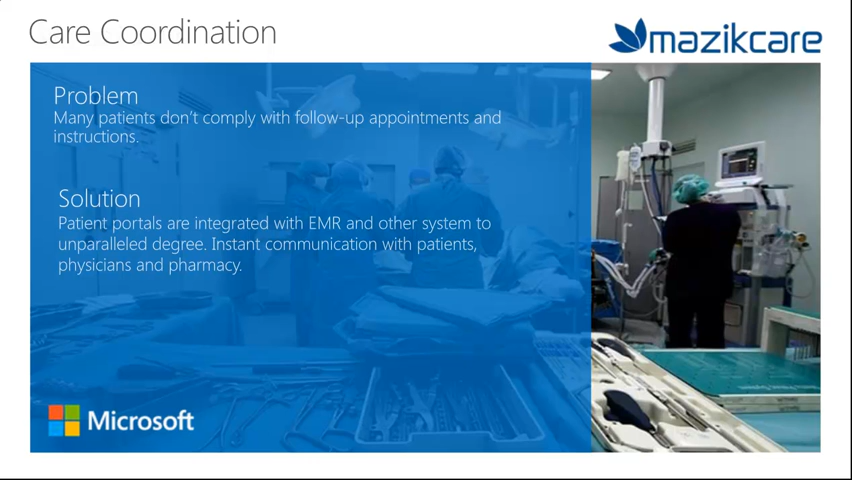 Care Coordination
mazikcare
Problem
Many patients don't comply with follow-up appointments and
instructions.
Solution
Patient portals are integrated with EMR and other system to
unparalleled degree. Instant communication with patients,
physicians and pharmacy.
Microsoft